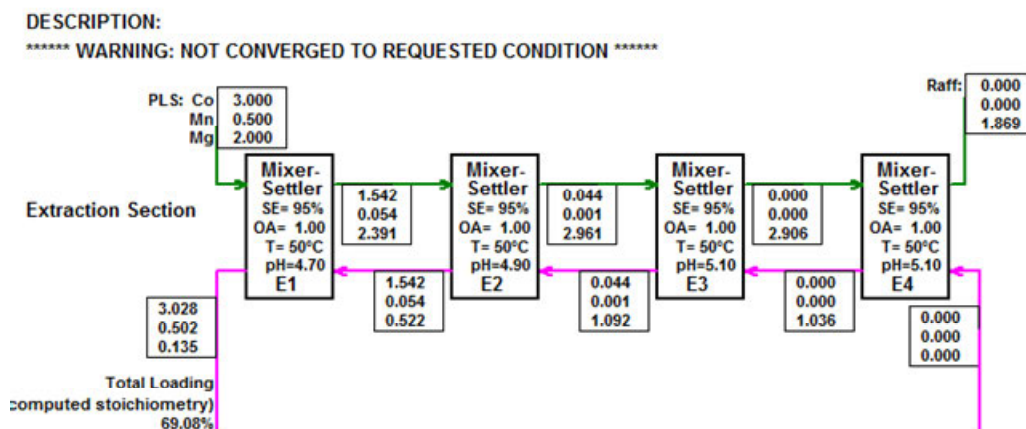 DESCRIPTION:
****** WARNING: NOT CONVERGED TO REQUESTED CONDITION ******
PLS: Co 3.000
Mn 0.500
Mg 2.000
Raff: 0.000
0.000
1.869
Extraction Section
Mixer-
Settler
SE= 95%
OA= 1.00
T= 50ºC
pH=4.70
E1
1.542
0.054
2.391
Mixer-
Settler
SE= 95%
OA= 1.00
T= 50ºC
pH=4.90
E2
0.044
0.001
2.961
Mixer-
Settler
SE= 95%
OA= 1.00
T= 50ºC
pH=5.10
E3
0.000
0.000
2.906
Mixer-
Settler
SE= 95%
OA= 1.00
T= 50ºC
pH=5.10
E4
3.028
0.502
0.135
1.542
0.054
0.522
0.044
0.001
1.092
0.000
0.000
1.036
0.000
0.000
0.000
Total Loading
computed stoichiometry)
69.08%